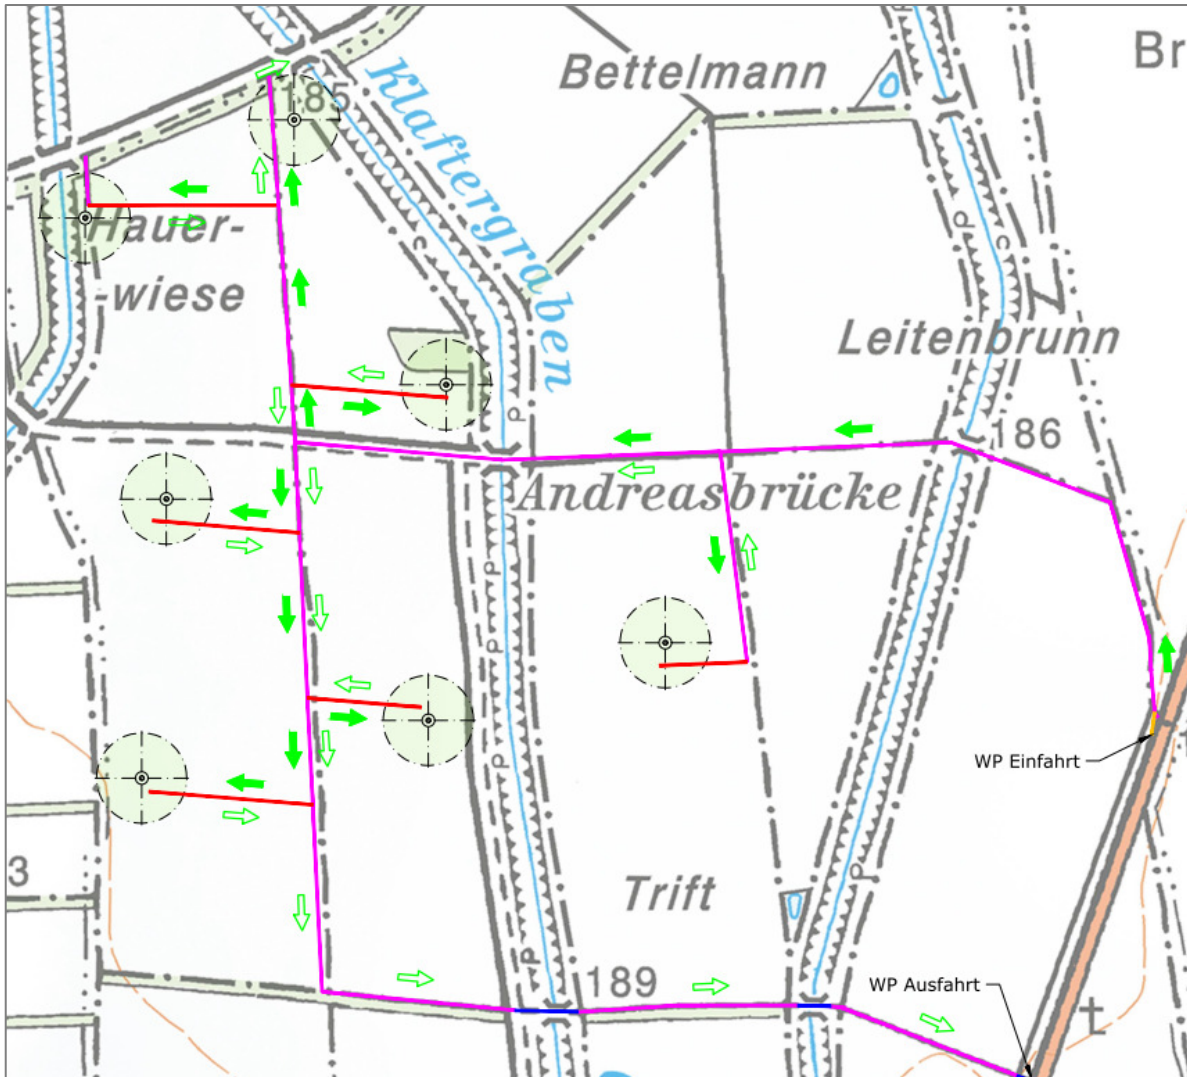 Br
Bettelmann
185
Klaftergraben
Hauer-
-wiese
Leitenbrunn
186
Andreasbrücke
WP Einfahrt
3
Trift
189
WP Ausfahrt